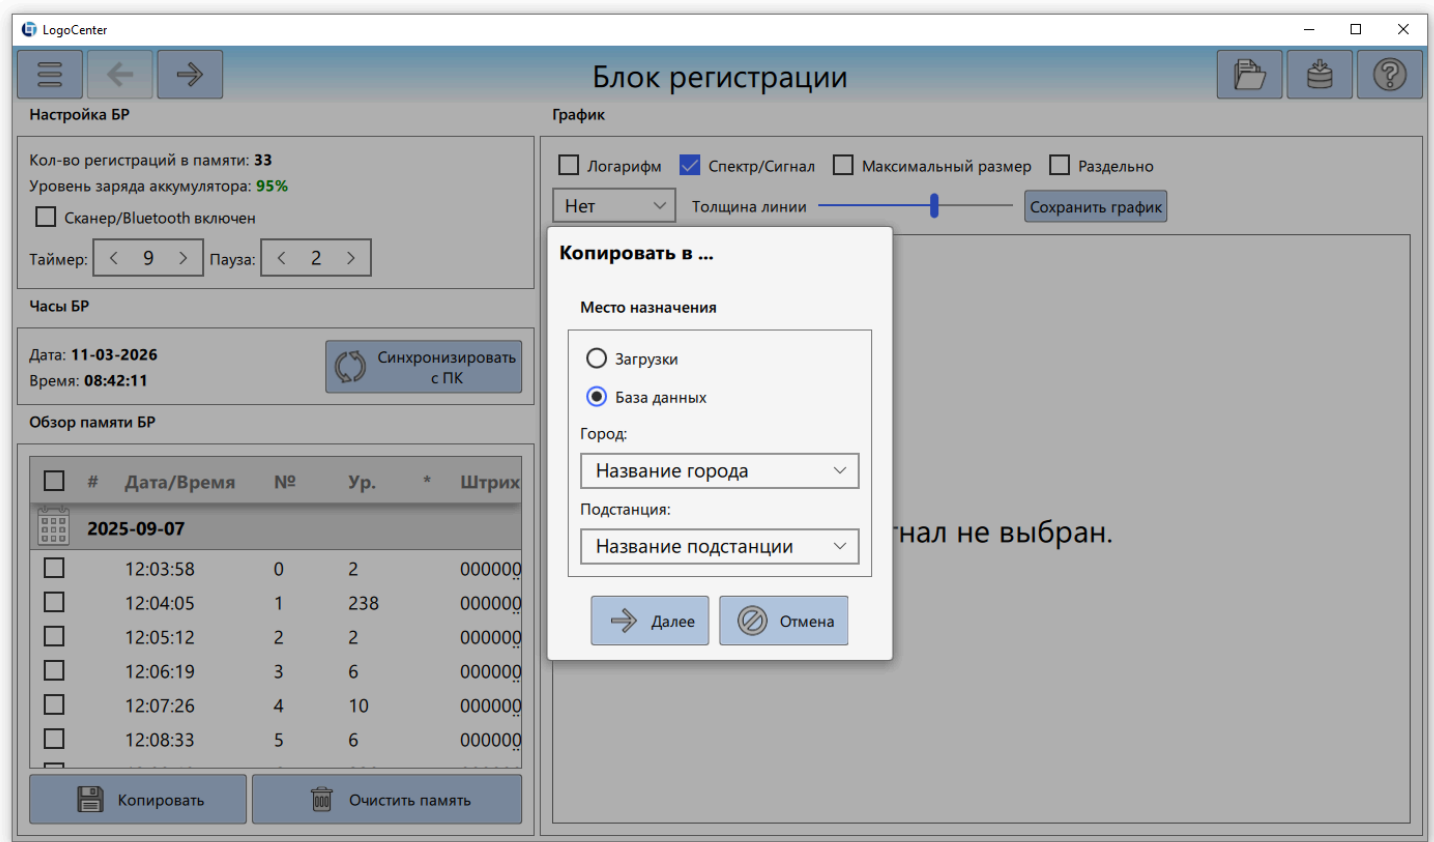 LogoCenter
Блок регистрации
Настройка БР
Кол-во регистраций в памяти: 33
Уровень заряда аккумулятора: 95%
Сканер/Bluetooth включен
Таймер: < 9 > Пауза: < 2 >
Часы БР
Дата: 11-03-2026
Время: 08:42:11
Синхронизировать
с ПК
Обзор памяти БР
# Дата/Время № Ур. * Штрих
2025-09-07
12:03:58 0 2 000000
12:04:05 1 238 000000
12:05:12 2 2 000000
12:06:19 3 6 000000
12:07:26 4 10 000000
12:08:33 5 6 000000
Копировать
Очистить память
График
Логарифм Спектр/Сигнал Максимальный размер Раздельно
Нет Толщина линии Сохранить график
гнал не выбран.
Копировать в ...
Место назначения
Загрузки
База данных
Город:
Название города
Подстанция:
Название подстанции
Далее
Отмена